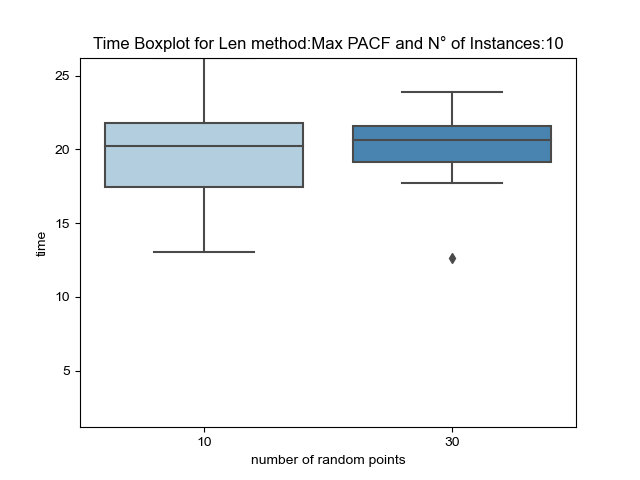 Time Boxplot for Len method:Max PACF and N° of Instances:10
25
20
15
10
5
time
10 30
number of random points